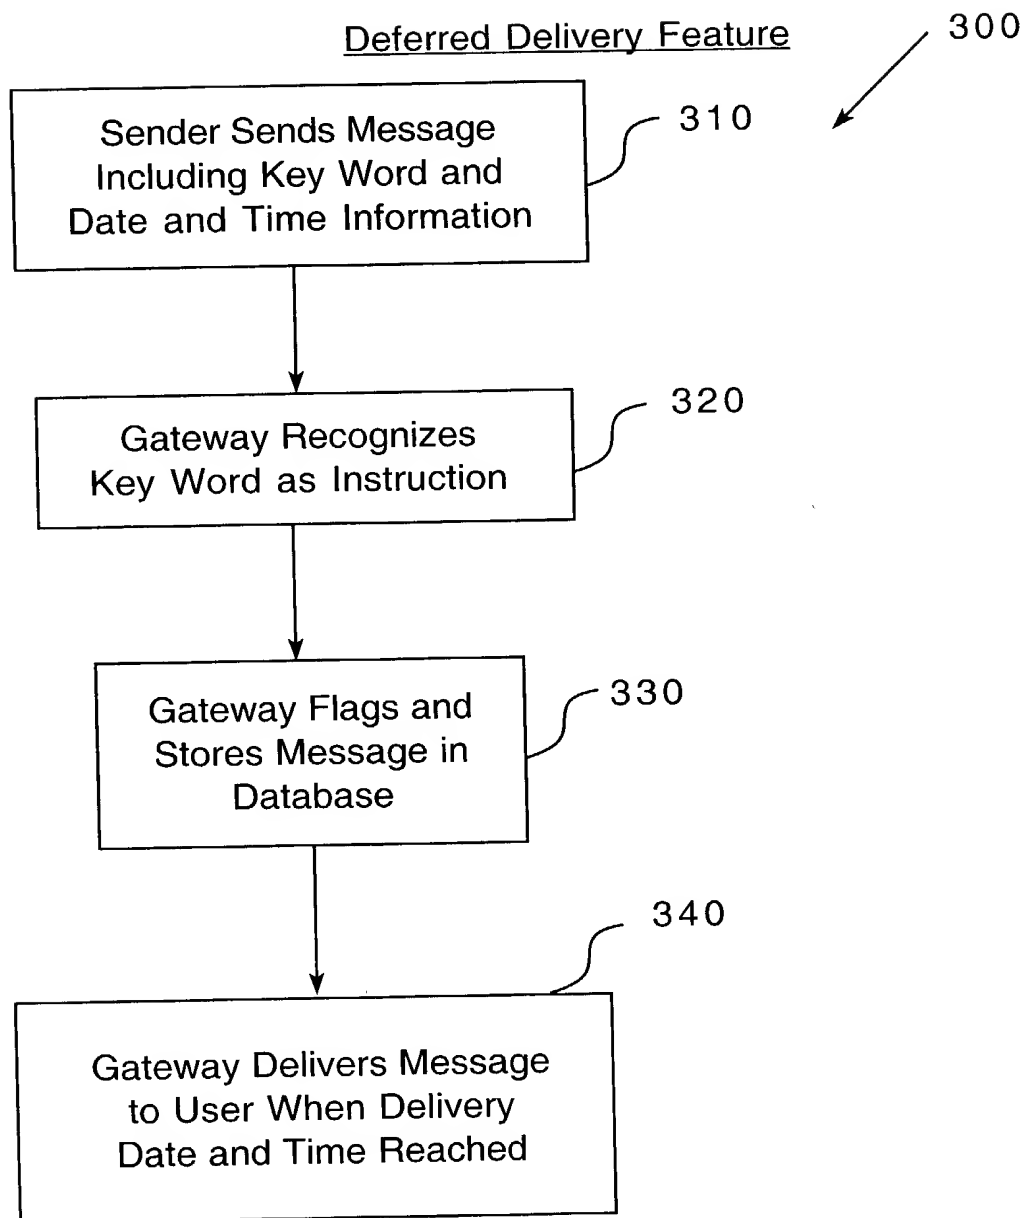 Deferred Delivery Feature
300
Sender Sends Message
Including Key Word and
Date and Time Information
310
Gateway Recognizes
Key Word as Instruction
320
Gateway Flags and
Stores Message in
Database
330
Gateway Delivers Message
to User When Delivery
Date and Time Reached
340